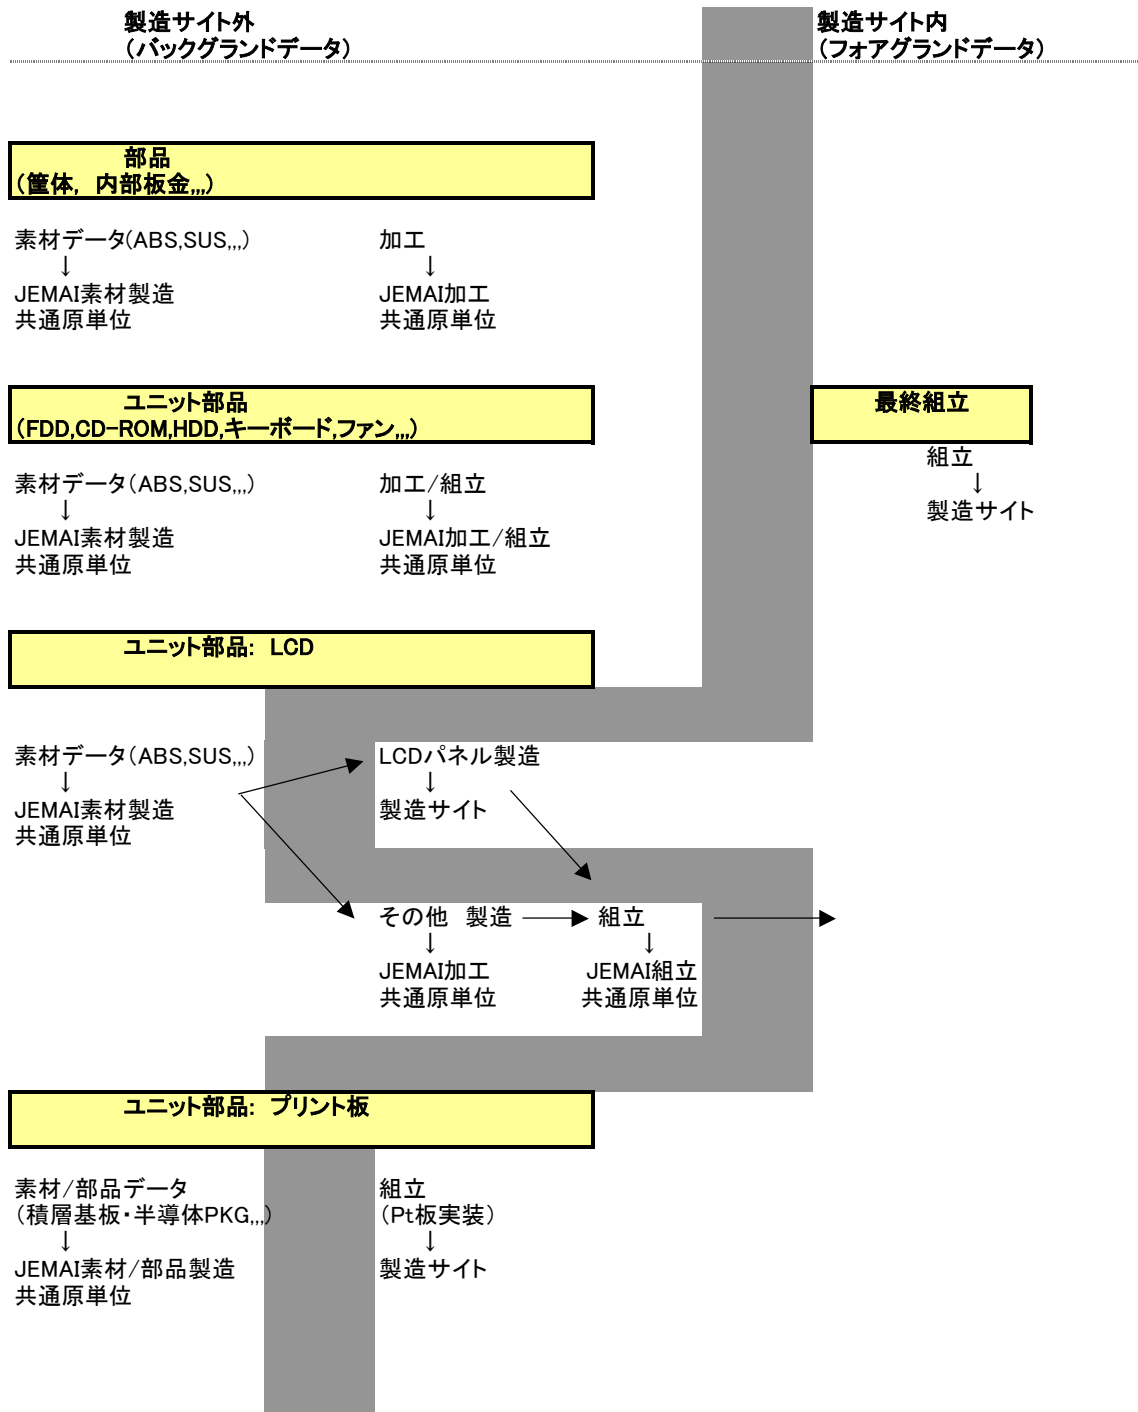 製造サイト外
（バックグランドデータ）
製造サイト内
（フォアグランドデータ）
部品
（筐体, 内部板金,,,）
素材データ(ABS,SUS,,,)
↓
JEMAI素材製造
共通原単位
加工
↓
JEMAI加工
共通原単位
ユニット部品
（FDD,CD-ROM,HDD,キーボード,ファン,,,）
素材データ(ABS,SUS,,,)
↓
JEMAI素材製造
共通原単位
加工/組立
↓
JEMAI加工/組立
共通原単位
最終組立
組立
↓
製造サイト
ユニット部品: LCD
素材データ(ABS,SUS,,,)
↓
JEMAI素材製造
共通原単位
LCDパネル製造
↓
製造サイト
その他 製造
↓
JEMAI加工
共通原単位
組立
↓
JEMAI組立
共通原単位
ユニット部品: プリント板
素材/部品データ
（積層基板・半導体PKG,,,）
↓
JEMAI素材/部品製造
共通原単位
組立
（Pt板実装）
↓
製造サイト